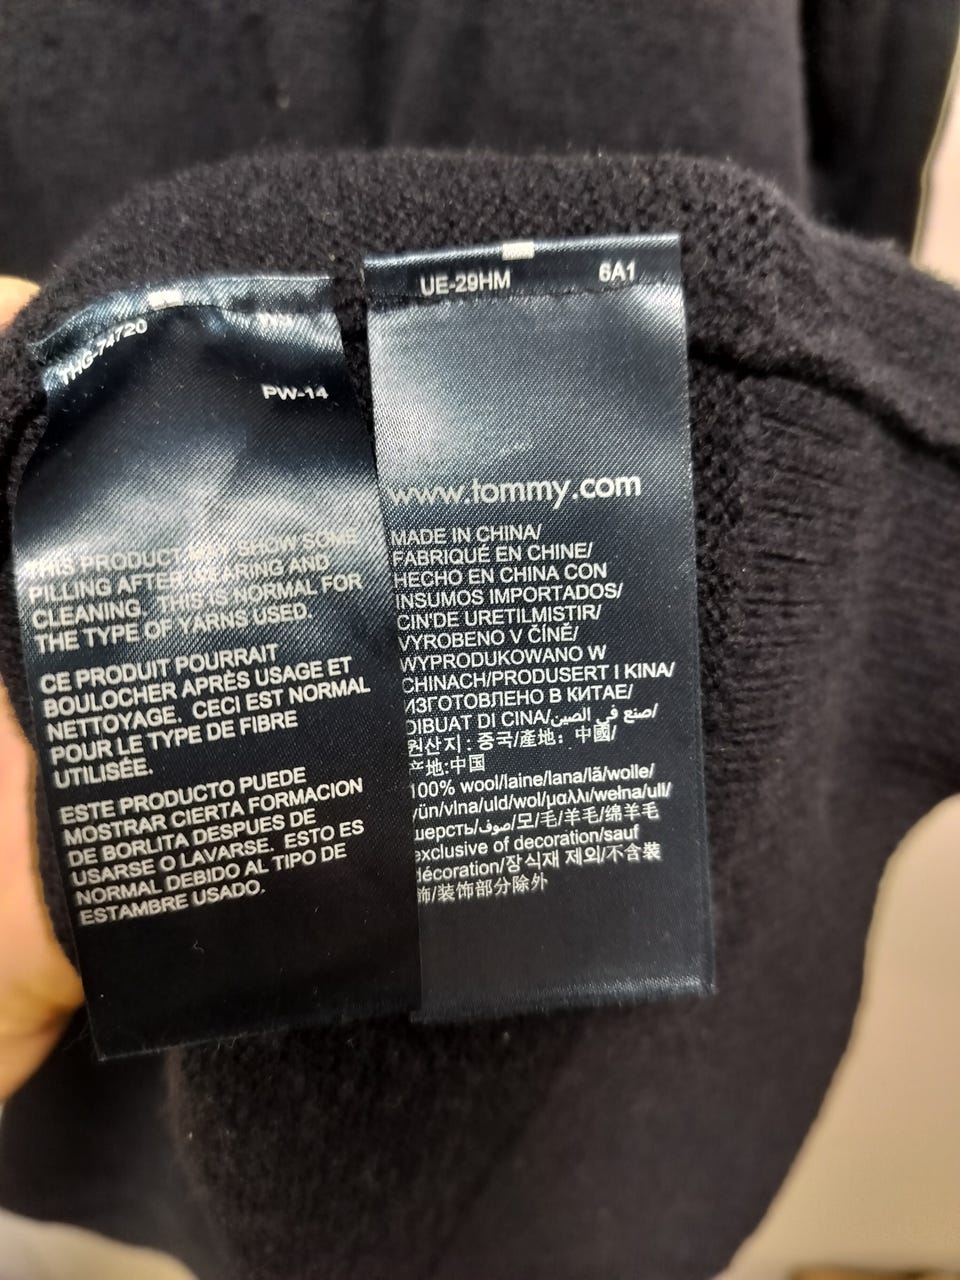 THG-74720
PW-14
THIS PRODUCT MAY SHOW SOME
PILLING AFTER WEARING AND
CLEANING. THIS IS NORMAL FOR
THE TYPE OF YARNS USED.
CE PRODUIT POURRAIT
BOULOCHER APRÈS USAGE ET
NETTOYAGE. CECI EST NORMAL
POUR LE TYPE DE FIBRE
UTILISÉE.
ESTE PRODUCTO PUEDE
MOSTRAR CIERTA FORMACION
DE BORLITA DESPUES DE
USARSE O LAVARSE. ESTO ES
NORMAL DEBIDO AL TIPO DE
ESTAMBRE USADO.
UE-29HM 6A1
www.tommy.com
MADE IN CHINA/
FABRIQUÉ EN CHINE/
HECHO EN CHINA CON
INSUMOS IMPORTADOS/
CIN'DE URETILMISTIR/
VYROBENO V ČÍNĚ/
WYPRODUKOWANO W
CHINACH/PRODUSERT I KINA/
ИЗГОТОВЛЕНО В КИТАЕ/
DIBUAT DI CINA/صنع في الصين/
원산지: 중국/產地: 中國/
产地:中国
100% wool/laine/lana/lã/wolle/
yün/vlna/uld/wol/μαλλι/wełna/ull/
шерсть/صوف/모/毛/羊毛/绵羊毛
exclusive of decoration/sauf
décoration/장식재 제외/不含裝
飾/装饰部分除外